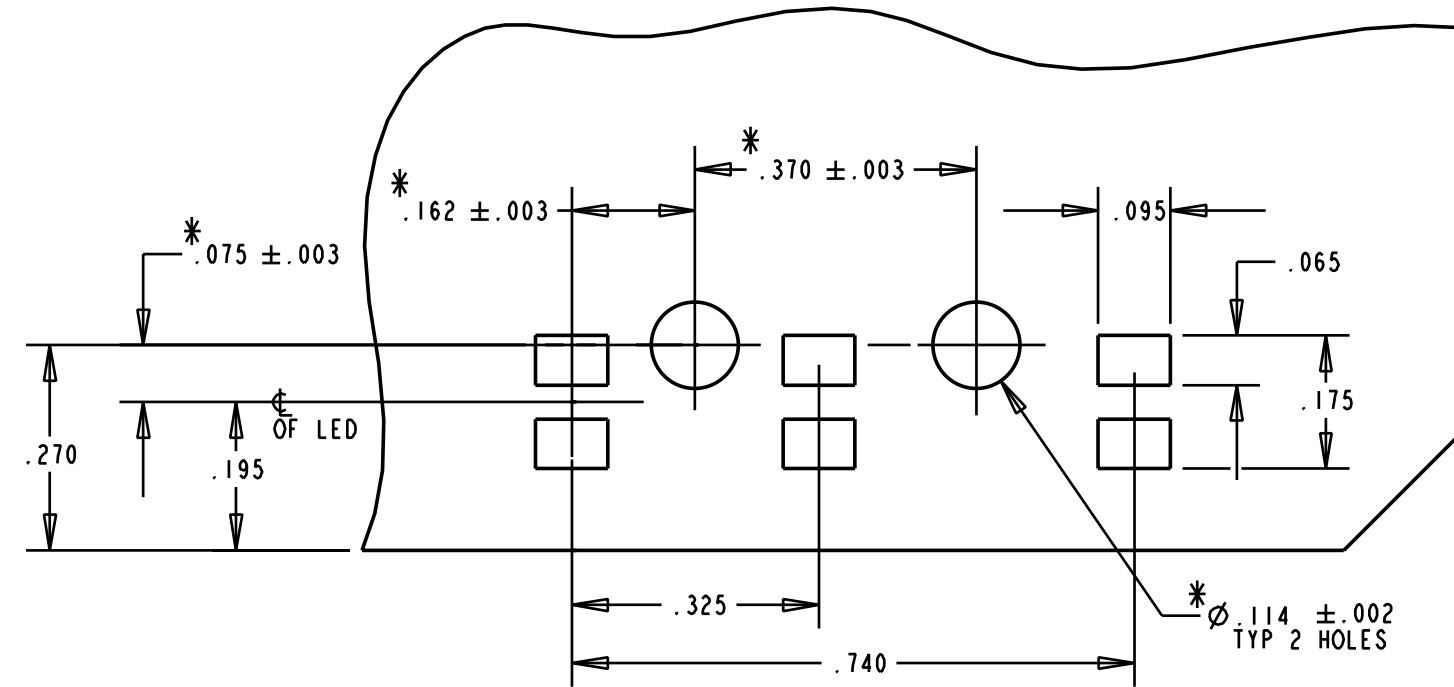 * .370 ±.003
* .162 ±.003
.095
* .075 ±.003
.065
.175
℄
OF LED
.270
.195
.325
* Ø.114 ±.002
TYP 2 HOLES
.740